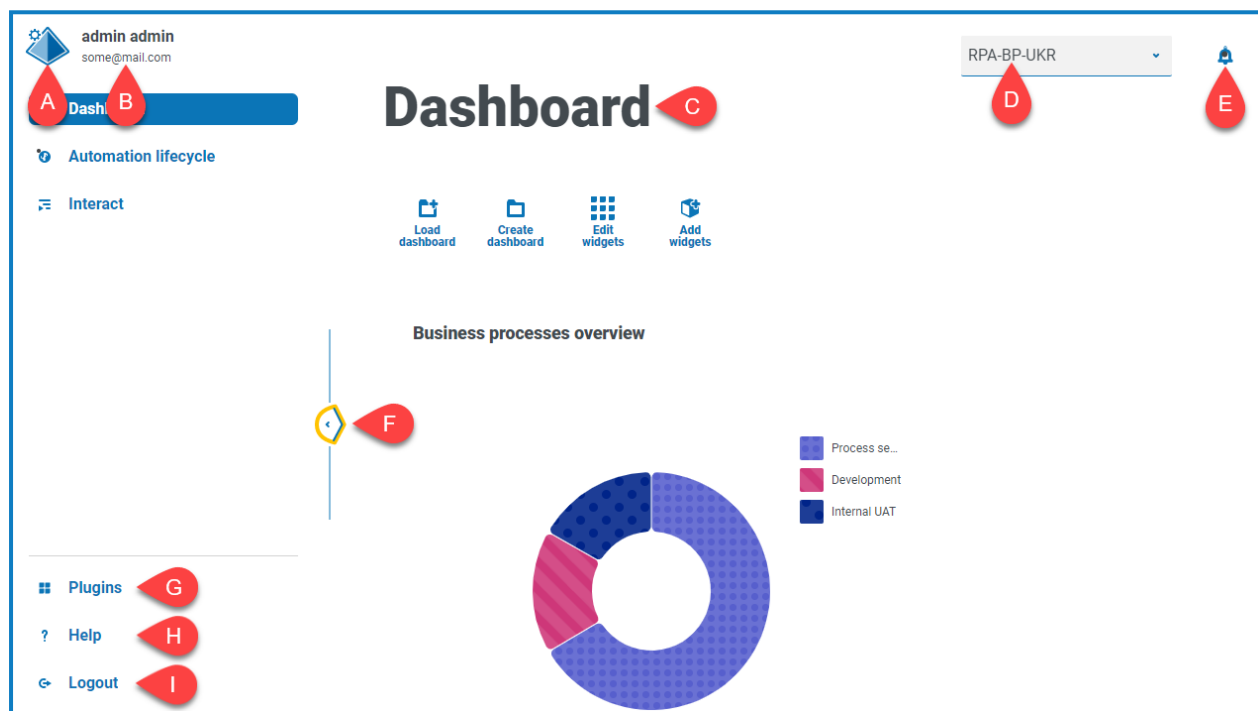 admin admin
some@mail.com
RPA-BP-UKR
A
B
C
D
E
Dash
Dashboard
Automation lifecycle
Interact
Load
dashboard
Create
dashboard
Edit
widgets
Add
widgets
Business processes overview
F
Process se...
Development
Internal UAT
Plugins
G
? Help
H
Logout
I